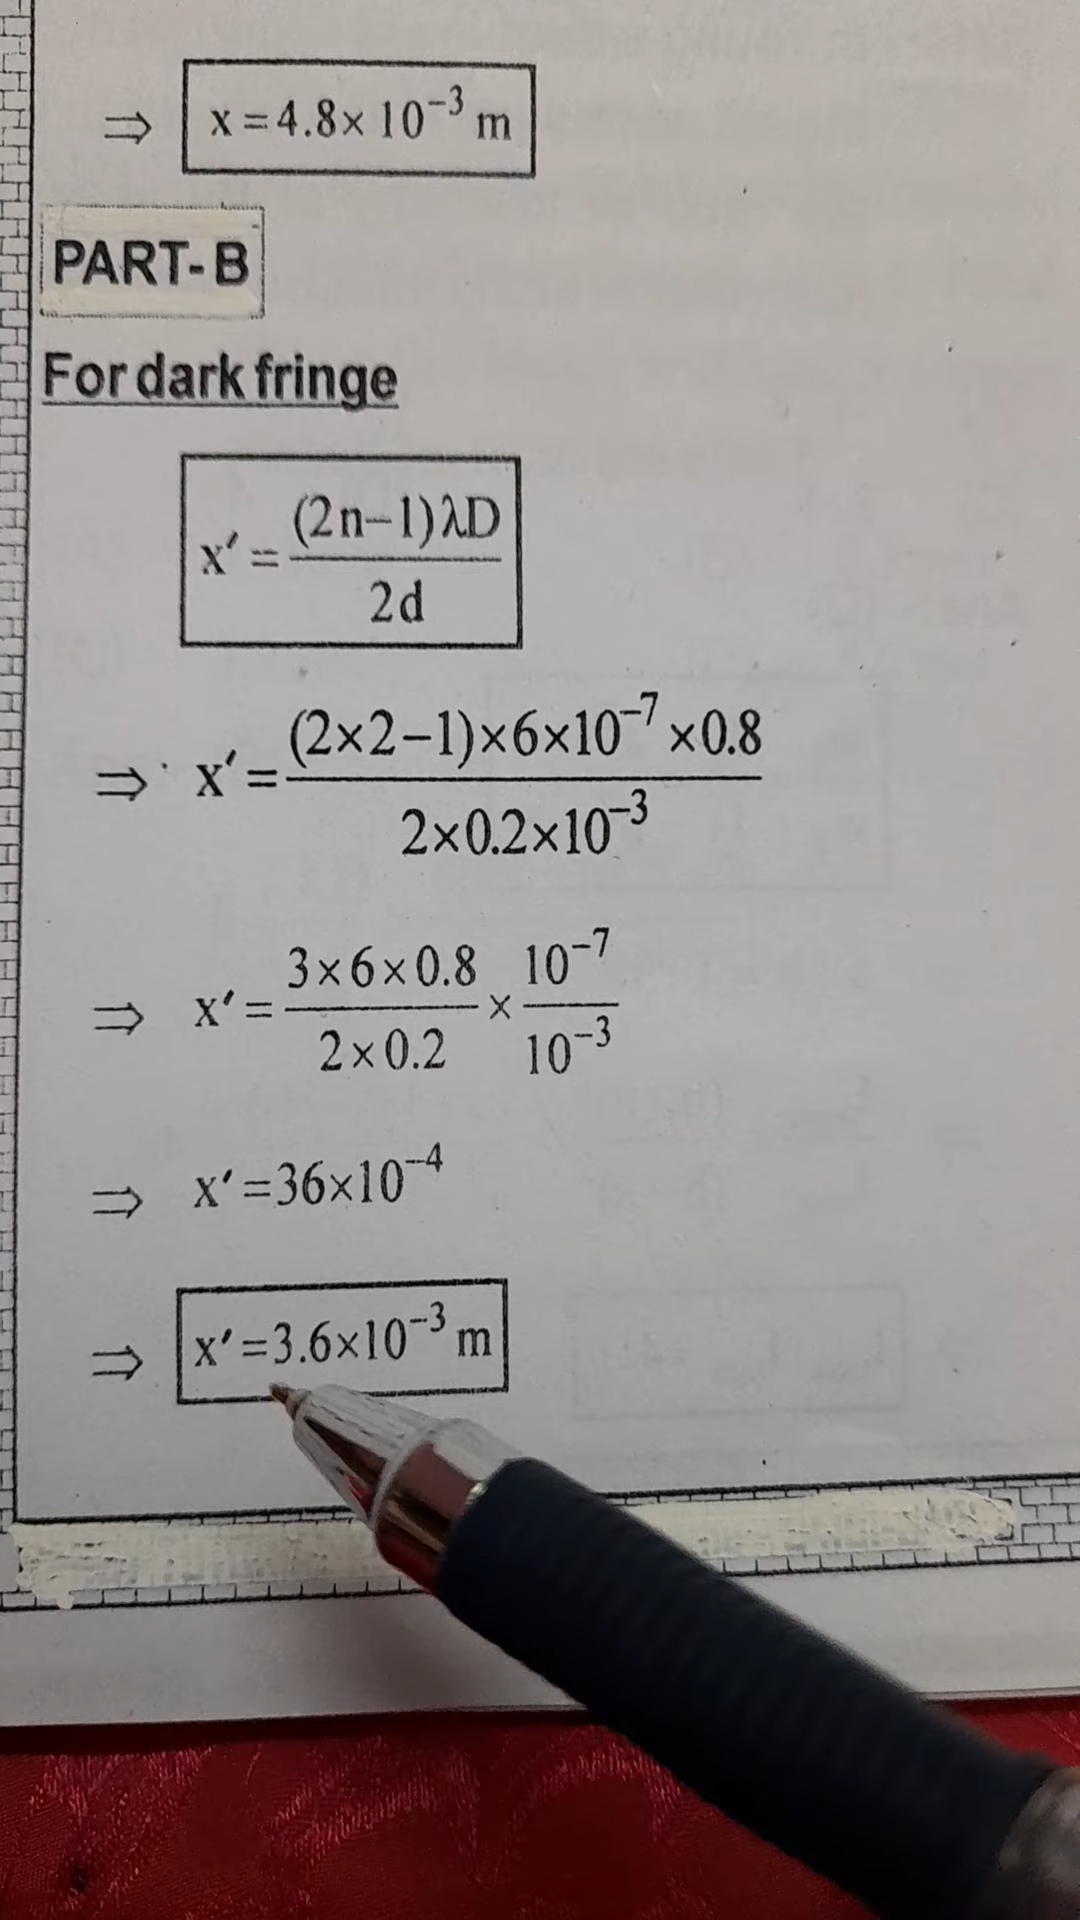 ⇒ x = 4.8× 10⁻³ m
PART-B
For dark fringe
x′ = (2n−1)λD / 2d
⇒ x′ = (2×2−1)×6×10⁻⁷ ×0.8 / 2×0.2×10⁻³
⇒ x′ = 3×6×0.8 / 2×0.2 × 10⁻⁷ / 10⁻³
⇒ x′ =36×10⁻⁴
⇒ x′ =3.6×10⁻³ m